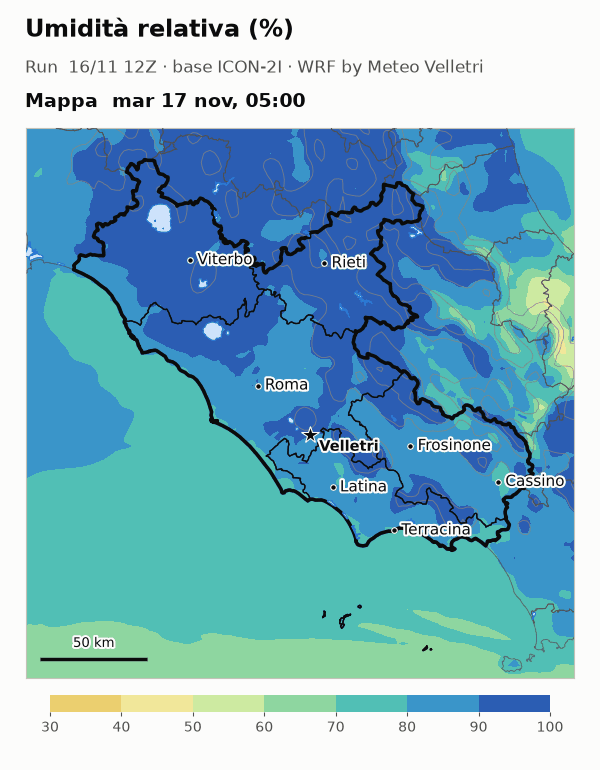 Umidità relativa (%)
Run  16/11 12Z · base ICON-2I · WRF by Meteo Velletri
Mappa  mar 17 nov, 05:00
Viterbo
Rieti
Roma
Velletri
Frosinone
Cassino
Latina
Terracina
50 km
30 40 50 60 70 80 90 100